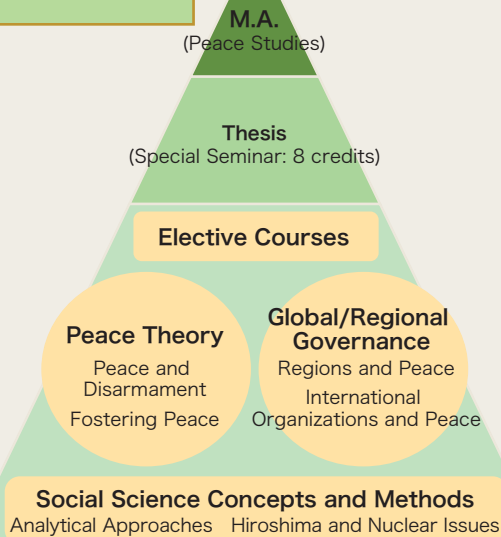 M.A.
(Peace Studies)
Thesis
(Special Seminar: 8 credits)
Elective Courses
Peace Theory
Peace and
Disarmament
Fostering Peace
Global/Regional
Governance
Regions and Peace
International
Organizations and Peace
Social Science Concepts and Methods
Analytical Approaches Hiroshima and Nuclear Issues